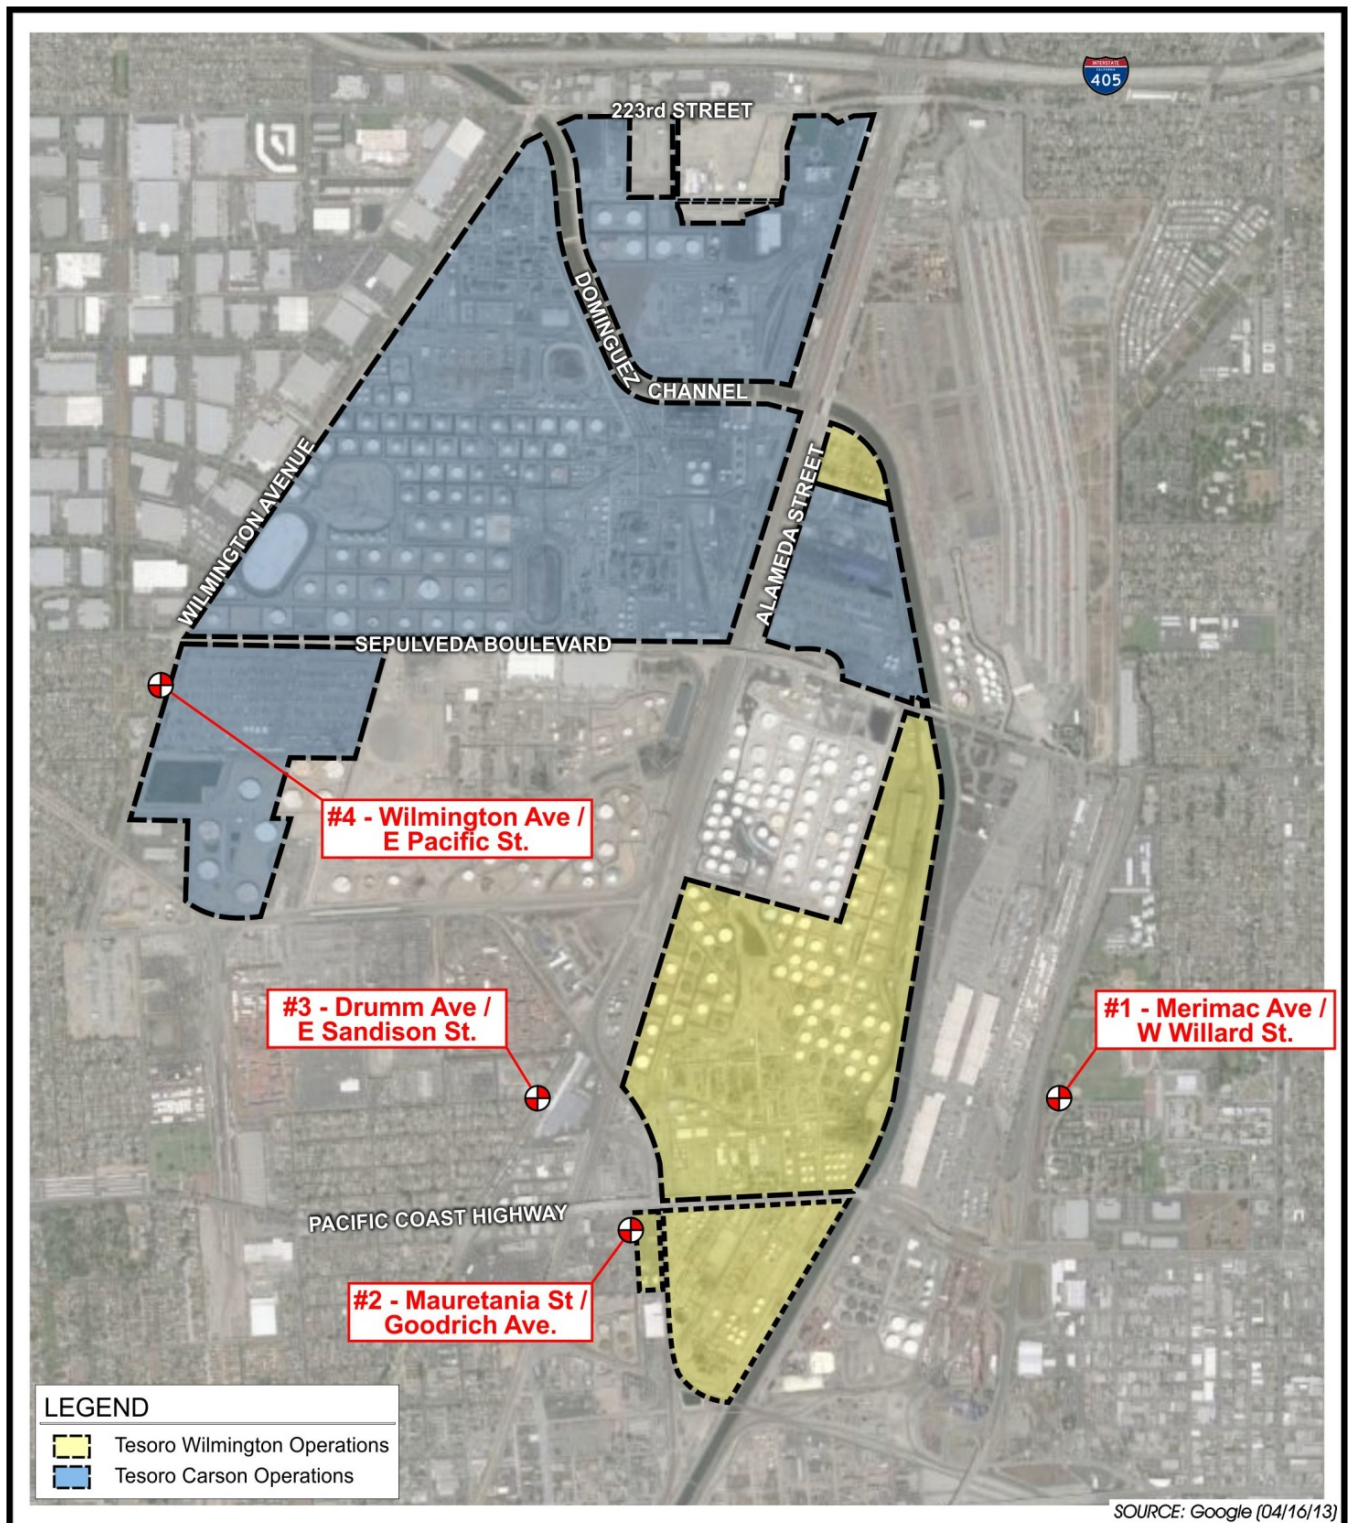 INTERSTATE
CALIFORNIA
405
223rd STREET
DOMINGUEZ
CHANNEL
WILMINGTON AVENUE
ALAMEDA STREET
SEPULVEDA BOULEVARD
#4 - Wilmington Ave /
E Pacific St.
#3 - Drumm Ave /
E Sandison St.
#1 - Merimac Ave /
W Willard St.
PACIFIC COAST HIGHWAY
#2 - Mauretania St /
Goodrich Ave.
LEGEND
Tesoro Wilmington Operations
Tesoro Carson Operations
SOURCE: Google (04/16/13)